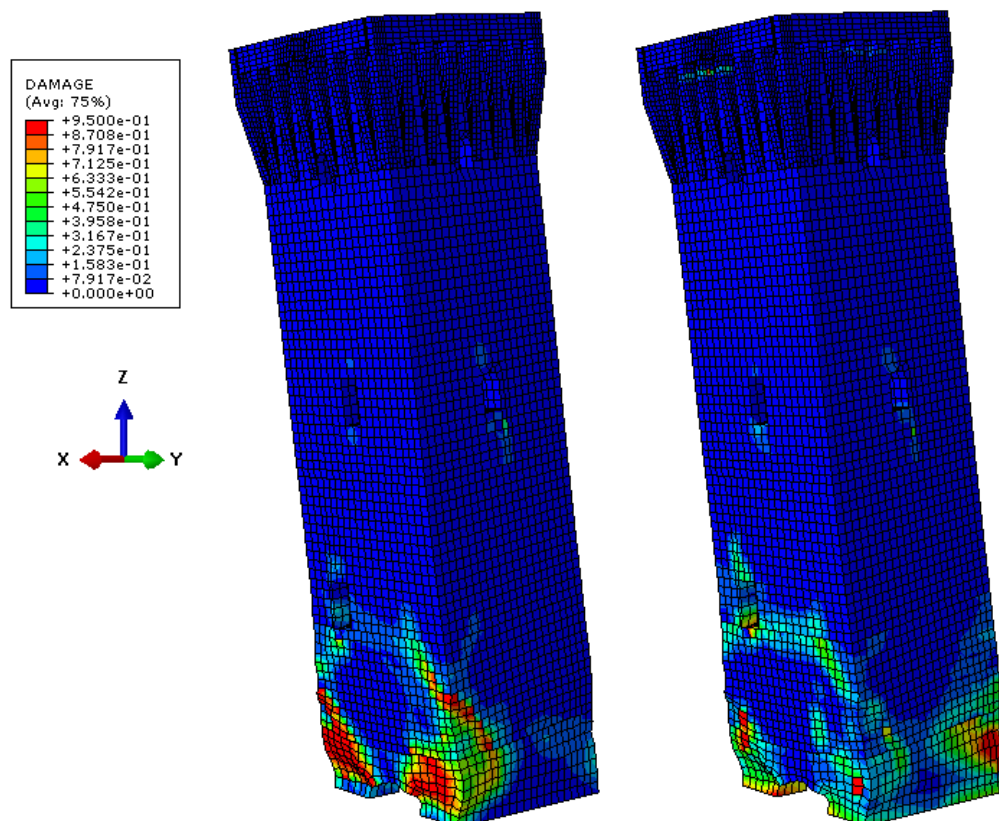 DAMAGE
(Avg: 75%)
+9.500e-01
+8.708e-01
+7.917e-01
+7.125e-01
+6.333e-01
+5.542e-01
+4.750e-01
+3.958e-01
+3.167e-01
+2.375e-01
+1.583e-01
+7.917e-02
+0.000e+00
Z
X
Y